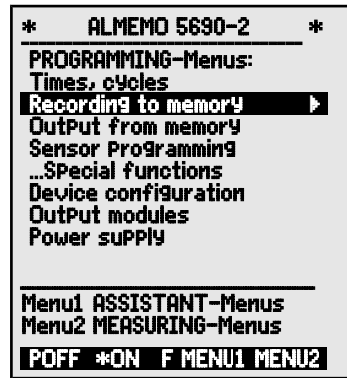 * ALMEMO 5690-2 *
PROGRAMMING-Menus:
Times, cycles
Recording to memory ▶
Output from memory
Sensor Programming
...Special functions
Device configuration
Output modules
Power supply
Menu1 ASSISTANT-Menus
Menu2 MEASURING-Menus
POFF *ON F MENU1 MENU2